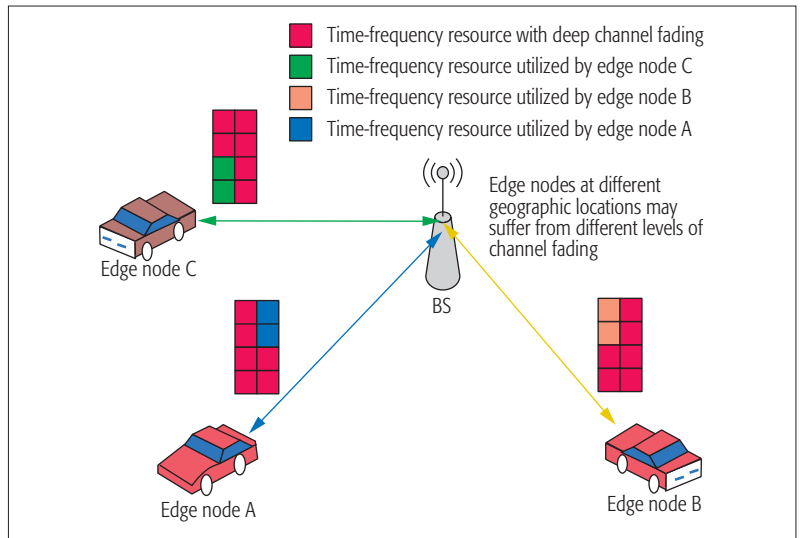 Time-frequency resource with deep channel fading
Time-frequency resource utilized by edge node C
Time-frequency resource utilized by edge node B
Time-frequency resource utilized by edge node A
Edge nodes at different
geographic locations may
suffer from different levels of
channel fading
Edge node C
BS
Edge node A
Edge node B